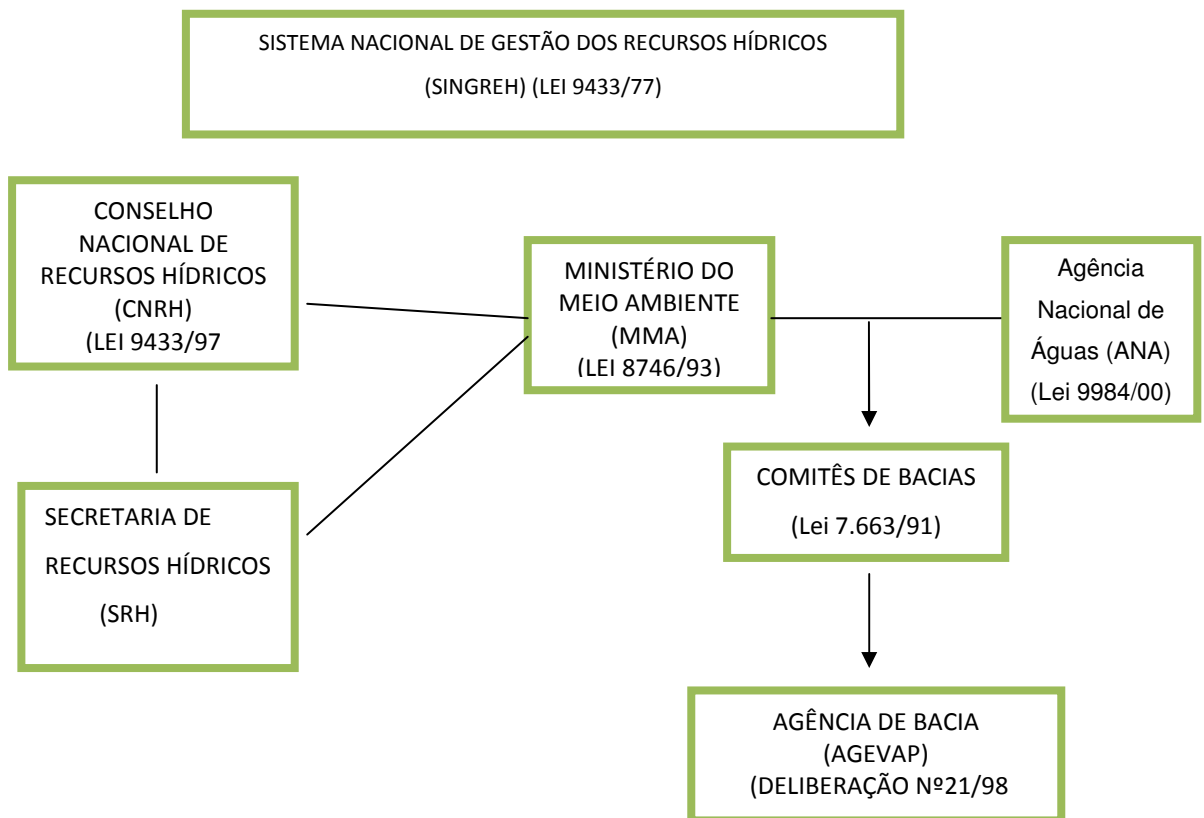 SISTEMA NACIONAL DE GESTÃO DOS RECURSOS HÍDRICOS
(SINGREH) (LEI 9433/77)
CONSELHO
NACIONAL DE
RECURSOS HÍDRICOS
(CNRH)
(LEI 9433/97
MINISTÉRIO DO
MEIO AMBIENTE
(MMA)
(LEI 8746/93)
Agência
Nacional de
Águas (ANA)
(Lei 9984/00)
SECRETARIA DE
RECURSOS HÍDRICOS
(SRH)
COMITÊS DE BACIAS
(Lei 7.663/91)
AGÊNCIA DE BACIA
(AGEVAP)
(DELIBERAÇÃO Nº21/98